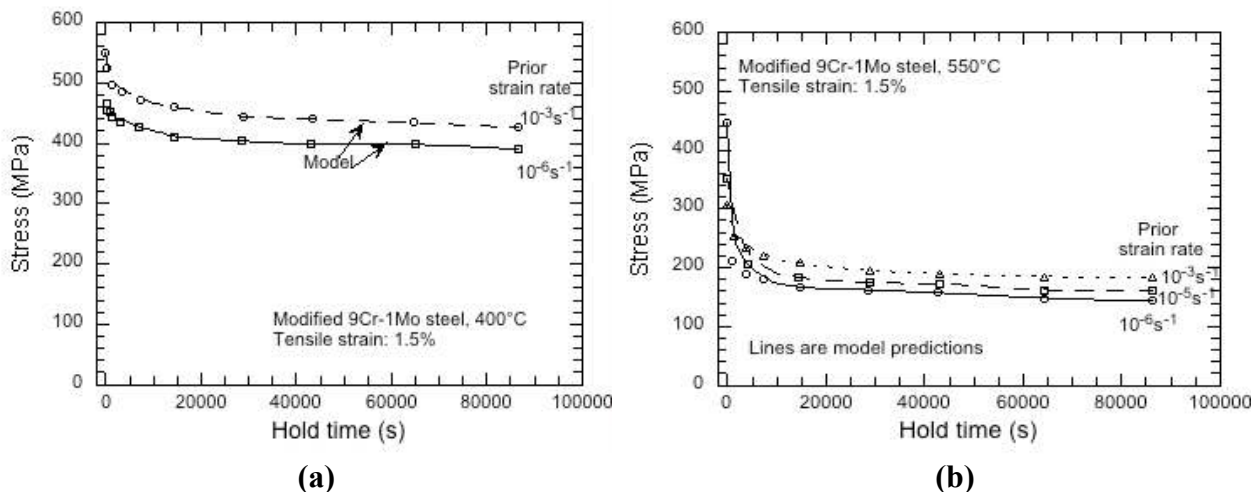 600
500
400
300
200
100
0
Stress (MPa)
Prior
strain rate
10-3s-1
Model
10-6s-1
Modified 9Cr-1Mo steel, 400°C
Tensile strain: 1.5%
0 20000 40000 60000 80000 100000
Hold time (s)
(a)
600
500
400
300
200
100
0
Stress (MPa)
Modified 9Cr-1Mo steel, 550°C
Tensile strain: 1.5%
Prior
strain rate
10-3s-1
10-5s-1
10-6s-1
Lines are model predictions
0 20000 40000 60000 80000 100000
Hold time (s)
(b)